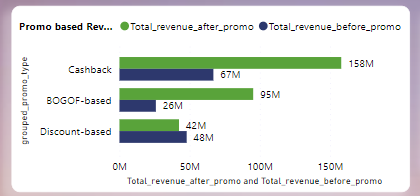 Promo based Rev... Total_revenue_after_promo Total_revenue_before_promo
grouped_promo_type
Cashback 158M
67M
BOGOF-based 95M
26M
Discount-based 42M
48M
0M 50M 100M 150M
Total_revenue_after_promo and Total_revenue_before_promo